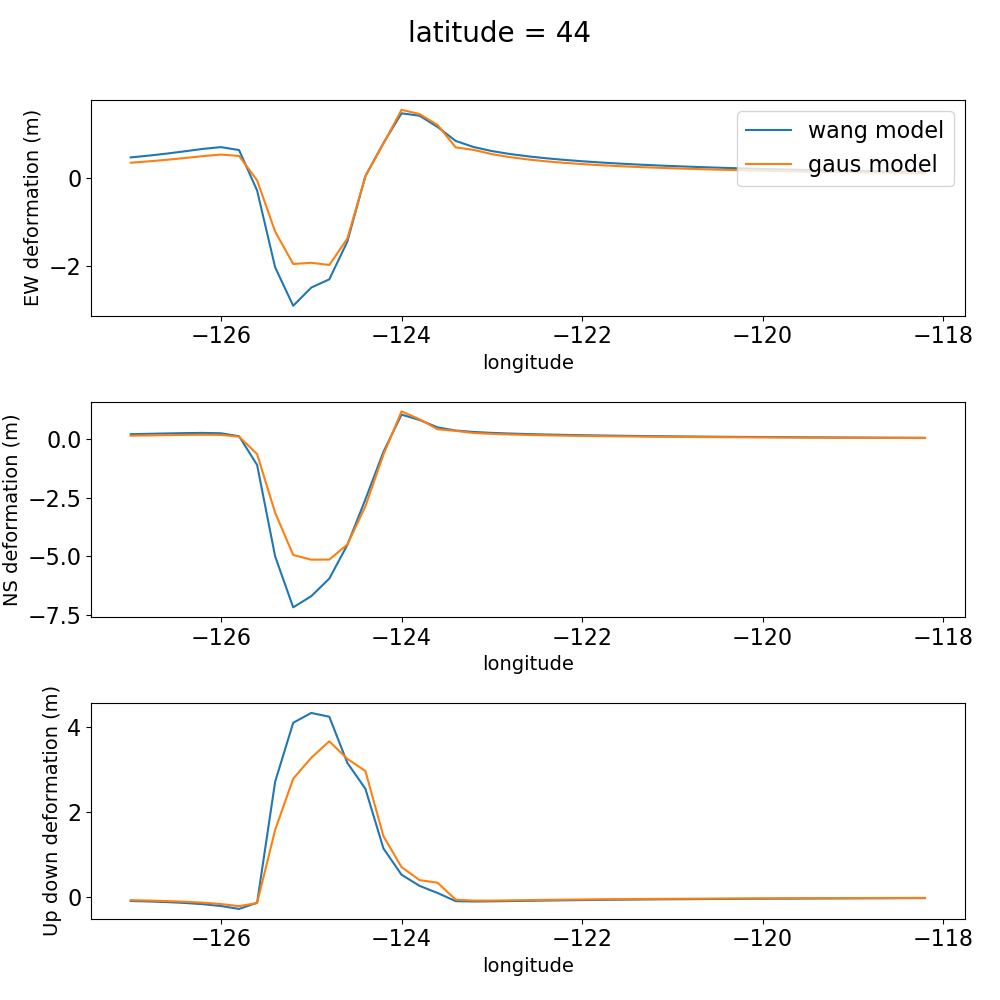 latitude = 44
EW deformation (m)
0
−2
wang model
gaus model
−126 −124 −122 −120 −118
longitude
NS deformation (m)
0.0
−2.5
−5.0
−7.5
−126 −124 −122 −120 −118
longitude
Up down deformation (m)
4
2
0
−126 −124 −122 −120 −118
longitude